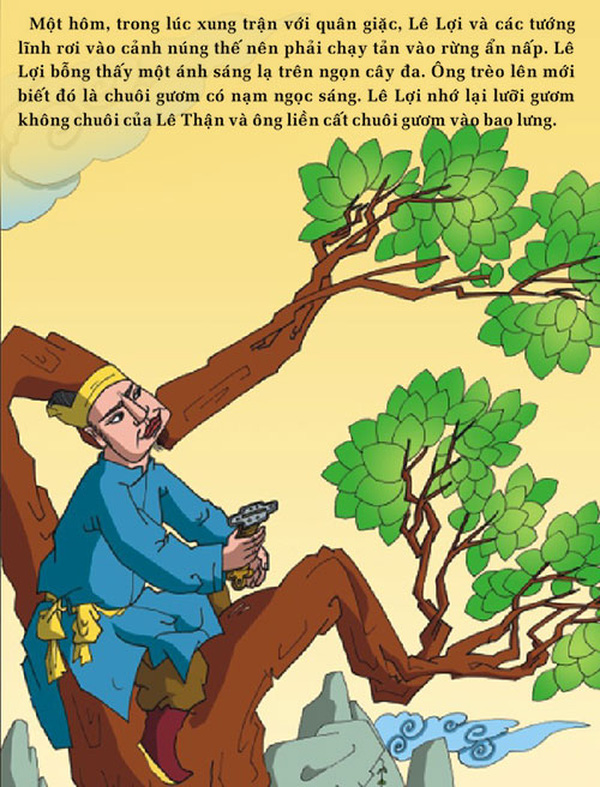 Một hôm, trong lúc xung trận với quân giặc, Lê Lợi và các tướng
lĩnh rơi vào cảnh núng thế nên phải chạy tản vào rừng ẩn nấp. Lê
Lợi bỗng thấy một ánh sáng lạ trên ngọn cây đa. Ông trèo lên mới
biết đó là chuôi gươm có nạm ngọc sáng. Lê Lợi nhớ lại lưỡi gươm
không chuôi của Lê Thận và ông liền cất chuôi gươm vào bao lưng.